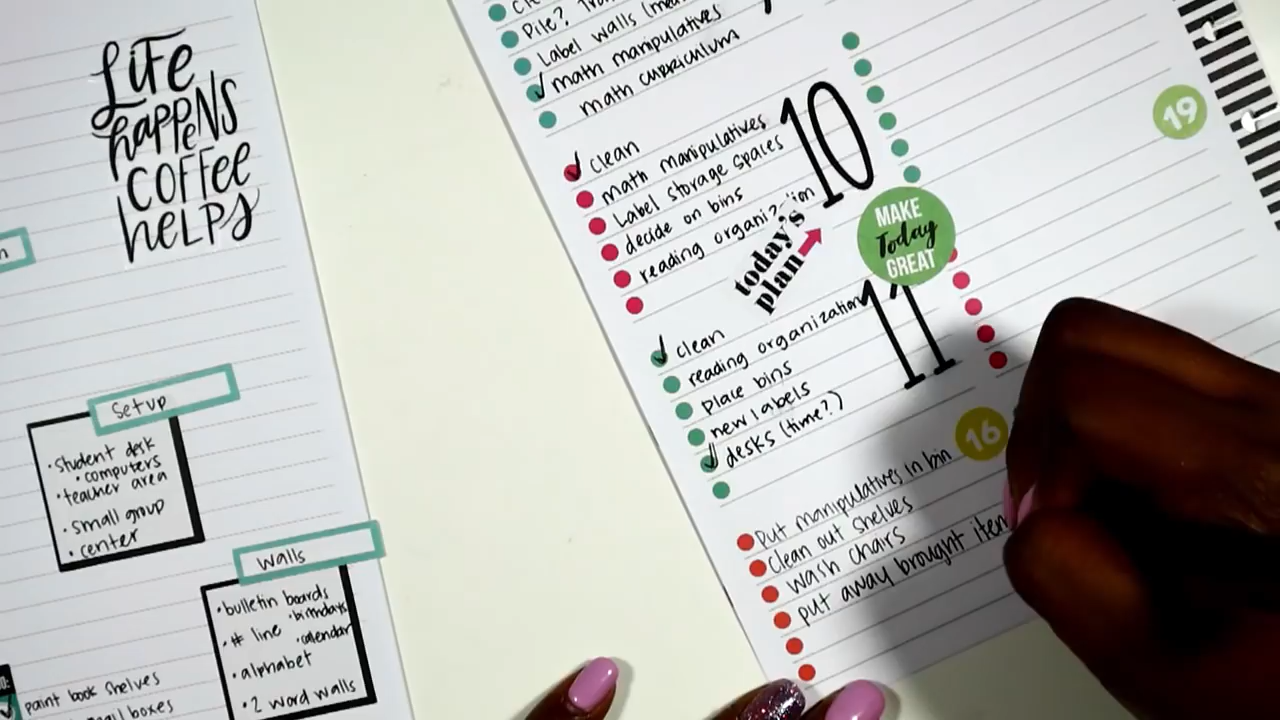 LiFE
happENS
COFFEE
hELPS
Setup
•student desk
•computers
•teacher area
•small group
•center
walls
•bulletin boards
•birthdays
•# line
•calendar
•alphabet
•2 word walls
paint book shelves
boxes
Pile?
Label walls
math manipulatives
math curriculum
10
clean
math manipulatives
Label storage spaces
decide on bins
reading
today's
plan
MAKE
Today
GREAT
11
clean
reading organization
place bins
new labels
desks (time?)
16
Put manipulatives in bin
Clean out shelves
wash chairs
put away brought item
19